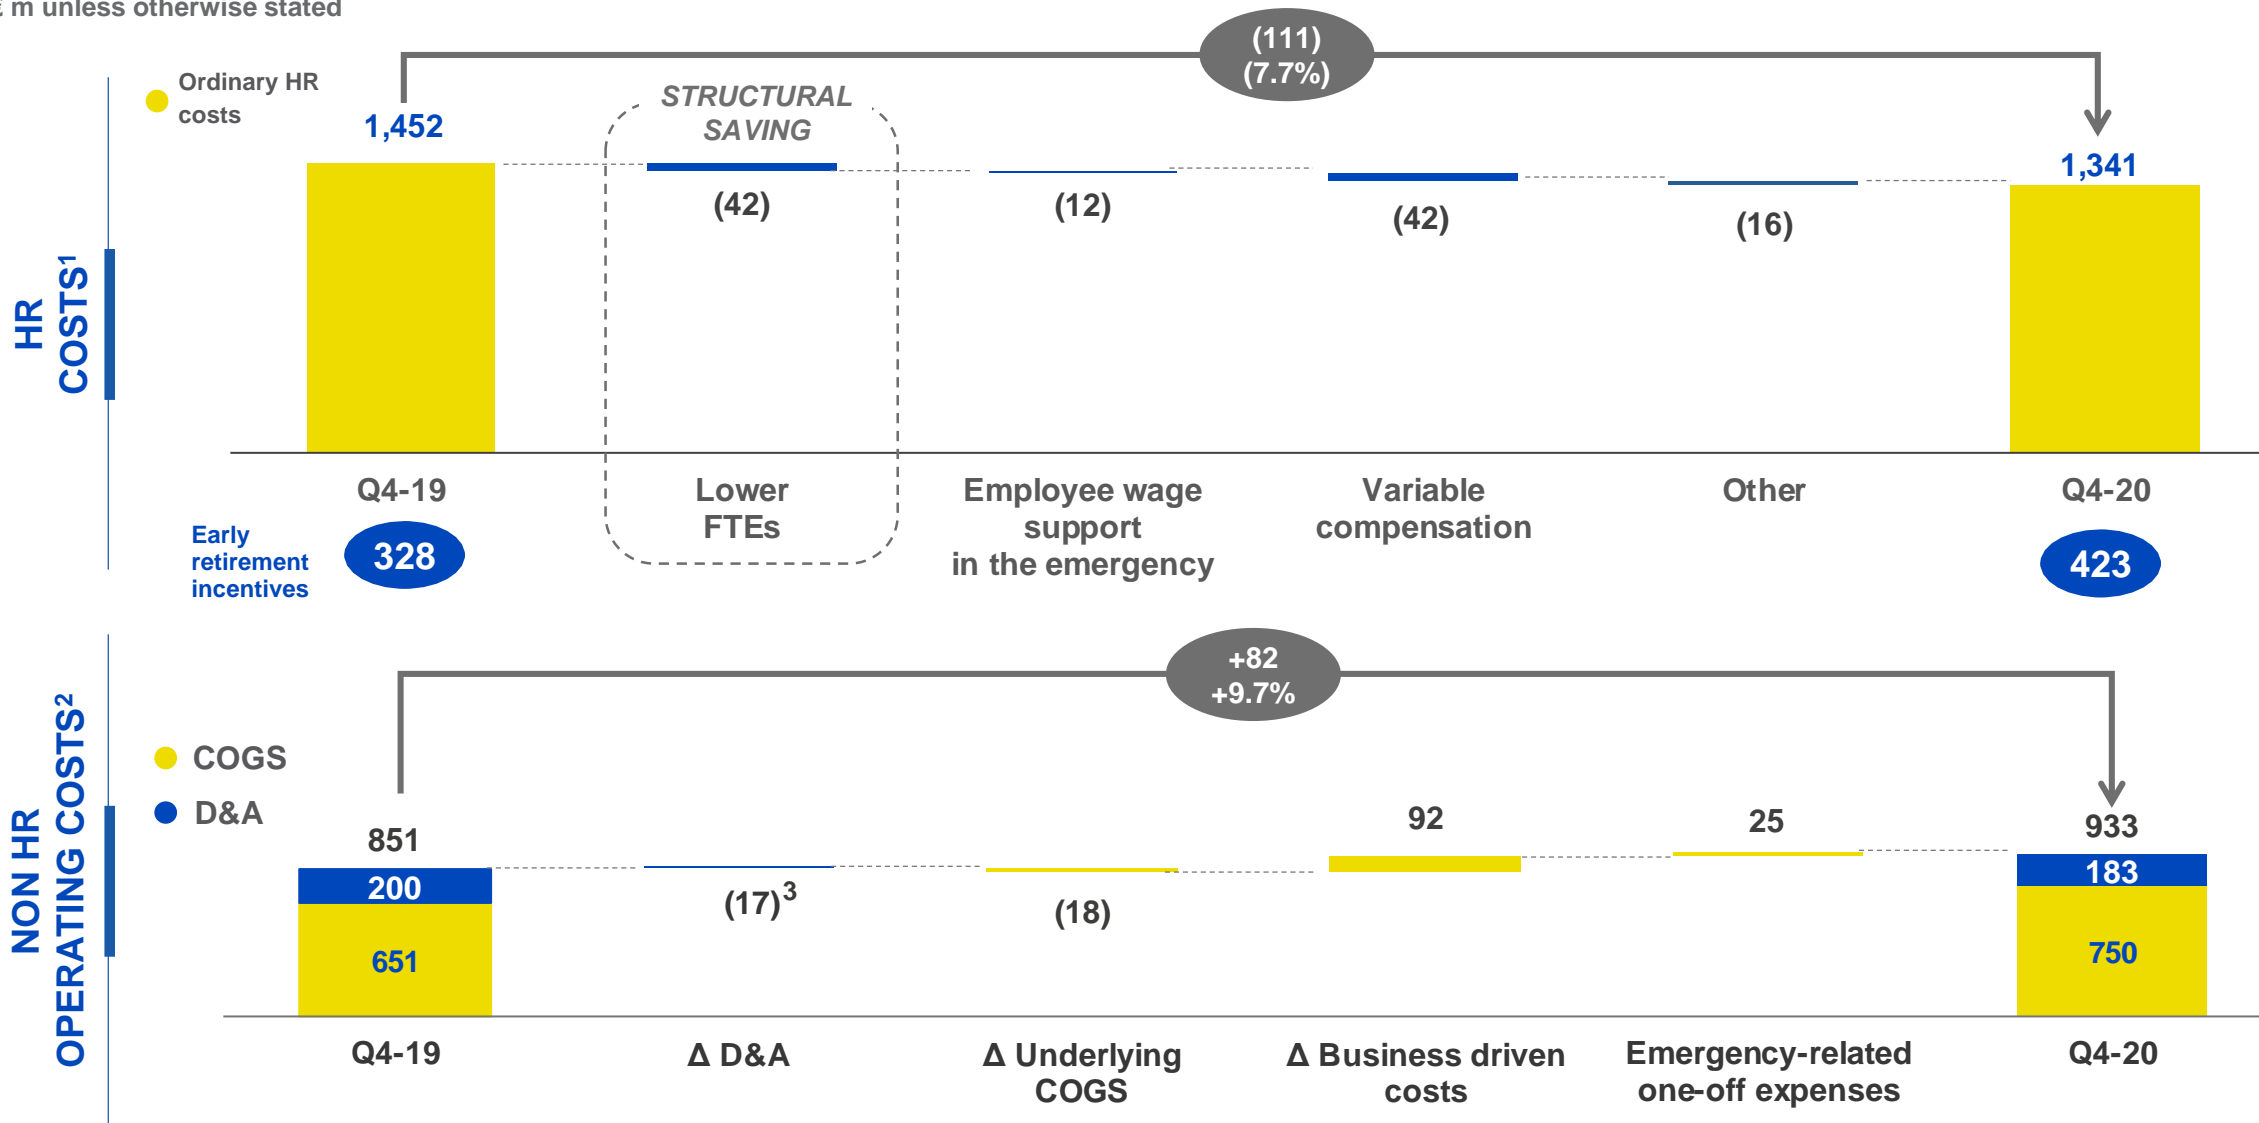 m unless otherwise stated
(111)
(7.7%)
Ordinary HR
costs
STRUCTURAL
SAVING
1,452
1,341
(42)
(12)
(42)
(16)
HR
COSTS¹
Q4-19
Lower
FTEs
Employee wage
support
in the emergency
Variable
compensation
Other
Q4-20
Early
retirement
incentives
328
423
+82
+9.7%
NON HR
OPERATING COSTS²
COGS
D&A
851
200
651
(17)³
(18)
92
25
933
183
750
Q4-19
Δ D&A
Δ Underlying
COGS
Δ Business driven
costs
Emergency-related
one-off expenses
Q4-20